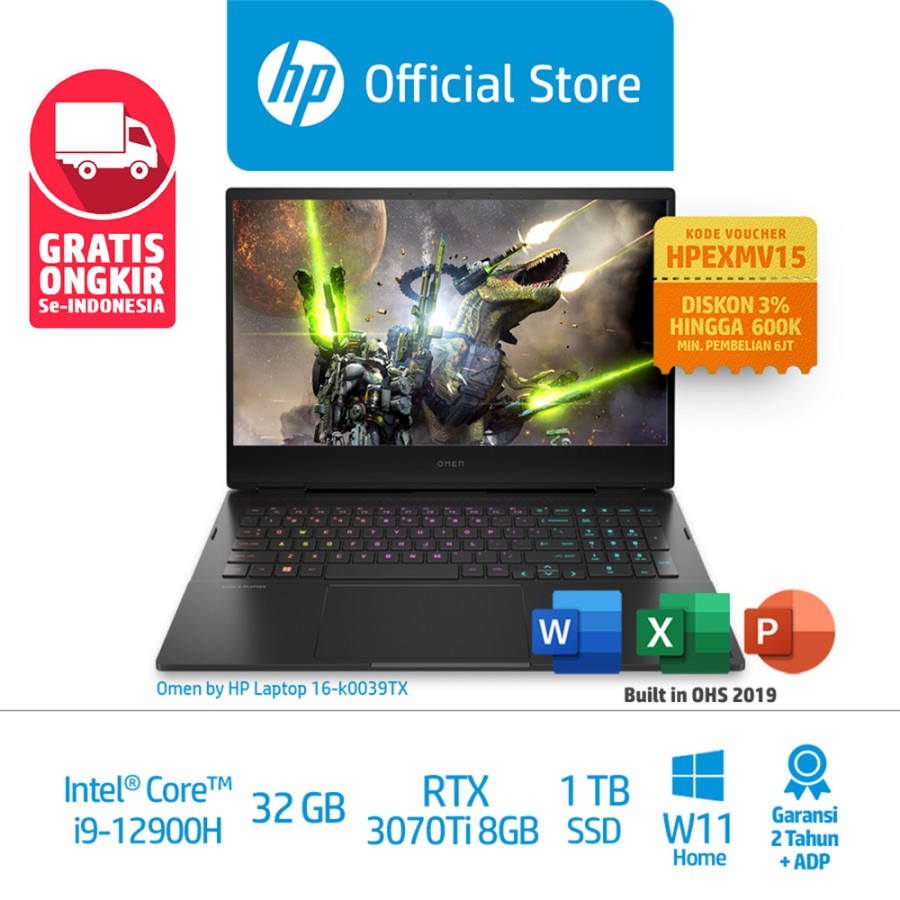 hp Official Store
GRATIS
ONGKIR
Se-INDONESIA
KODE VOUCHER
HPEXMV15
DISKON 3%
HINGGA 600K
MIN. PEMBELIAN 6JT
OMEN
W
X
P
Omen by HP Laptop 16-k0039TX
Built in OHS 2019
Intel® Core™
i9-12900H
32 GB
RTX
3070Ti 8GB
1 TB
SSD
W11
Home
Garansi
2 Tahun
+ ADP